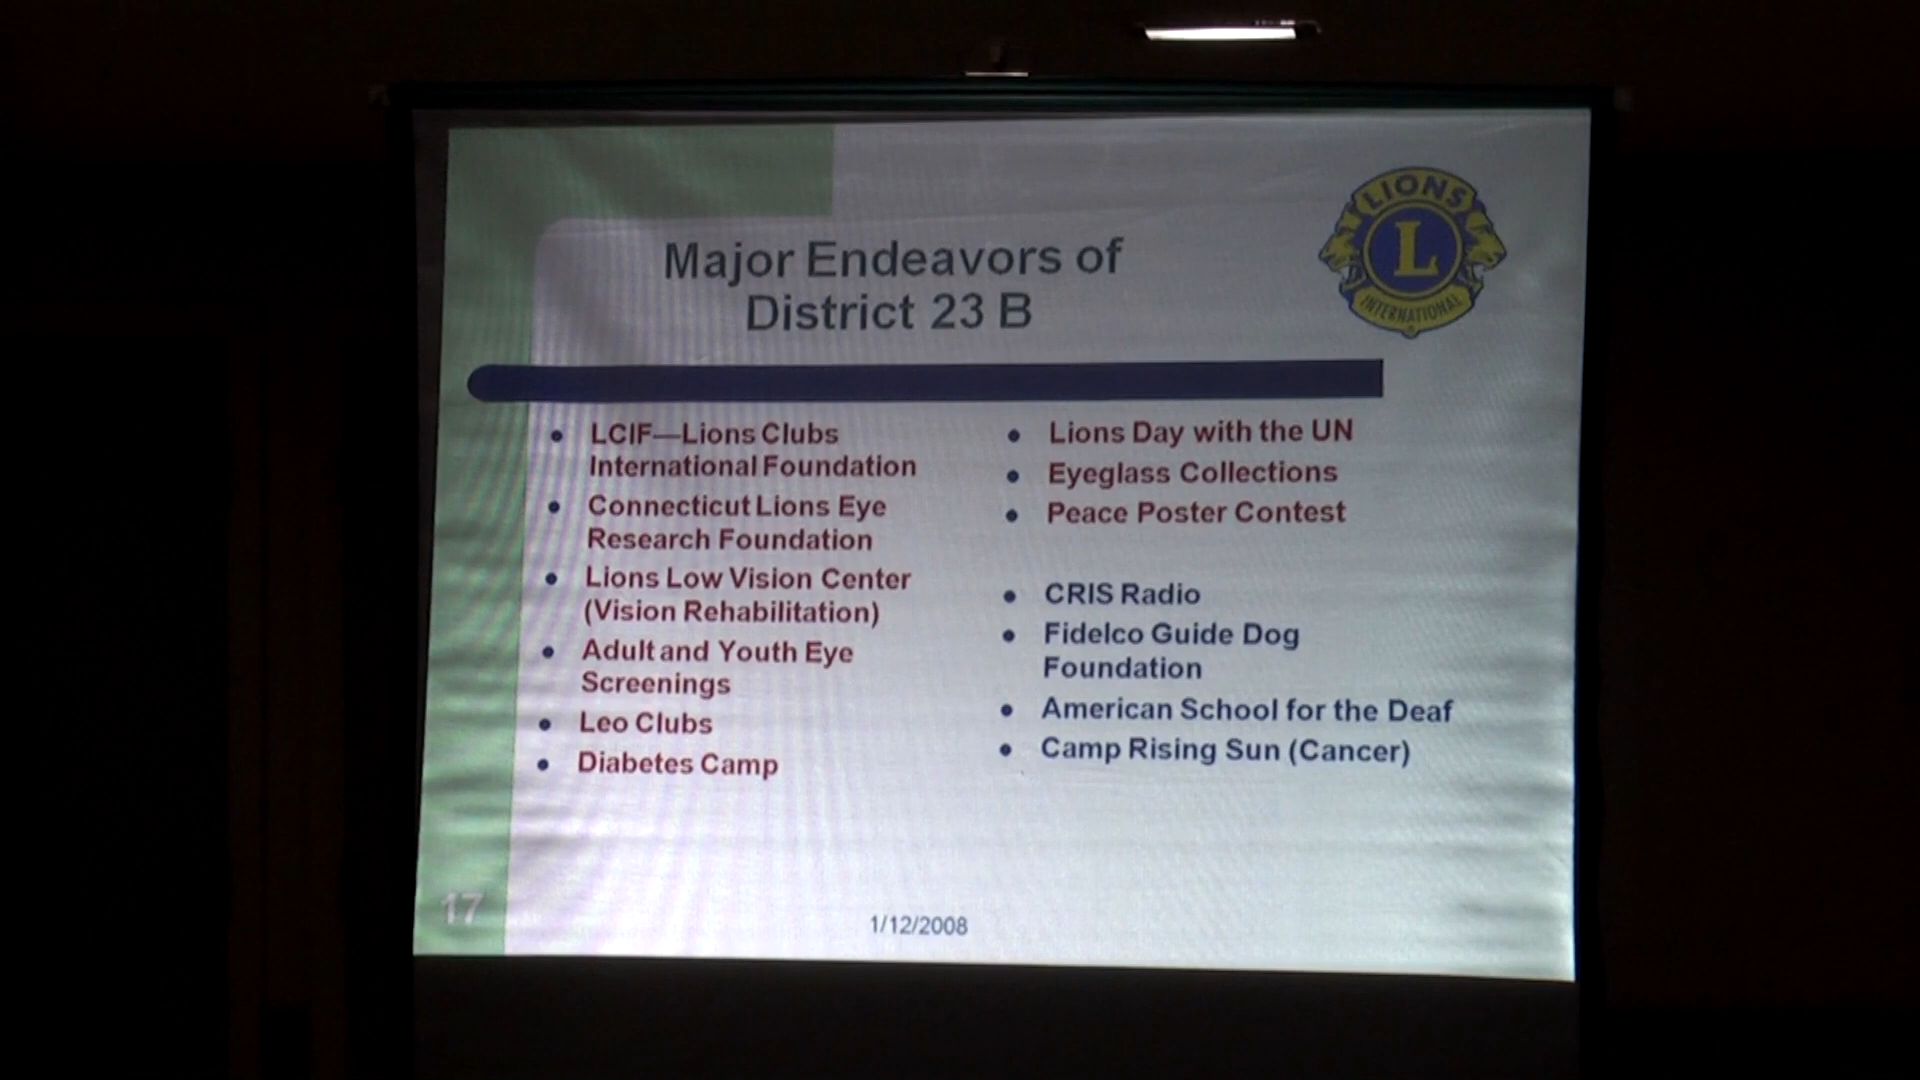 LIONS
L
INTERNATIONAL
Major Endeavors of
District 23 B
• LCIF—Lions Clubs
International Foundation
• Connecticut Lions Eye
Research Foundation
• Lions Low Vision Center
(Vision Rehabilitation)
• Adult and Youth Eye
Screenings
• Leo Clubs
• Diabetes Camp
• Lions Day with the UN
• Eyeglass Collections
• Peace Poster Contest
• CRIS Radio
• Fidelco Guide Dog
Foundation
• American School for the Deaf
• Camp Rising Sun (Cancer)
17
1/12/2008